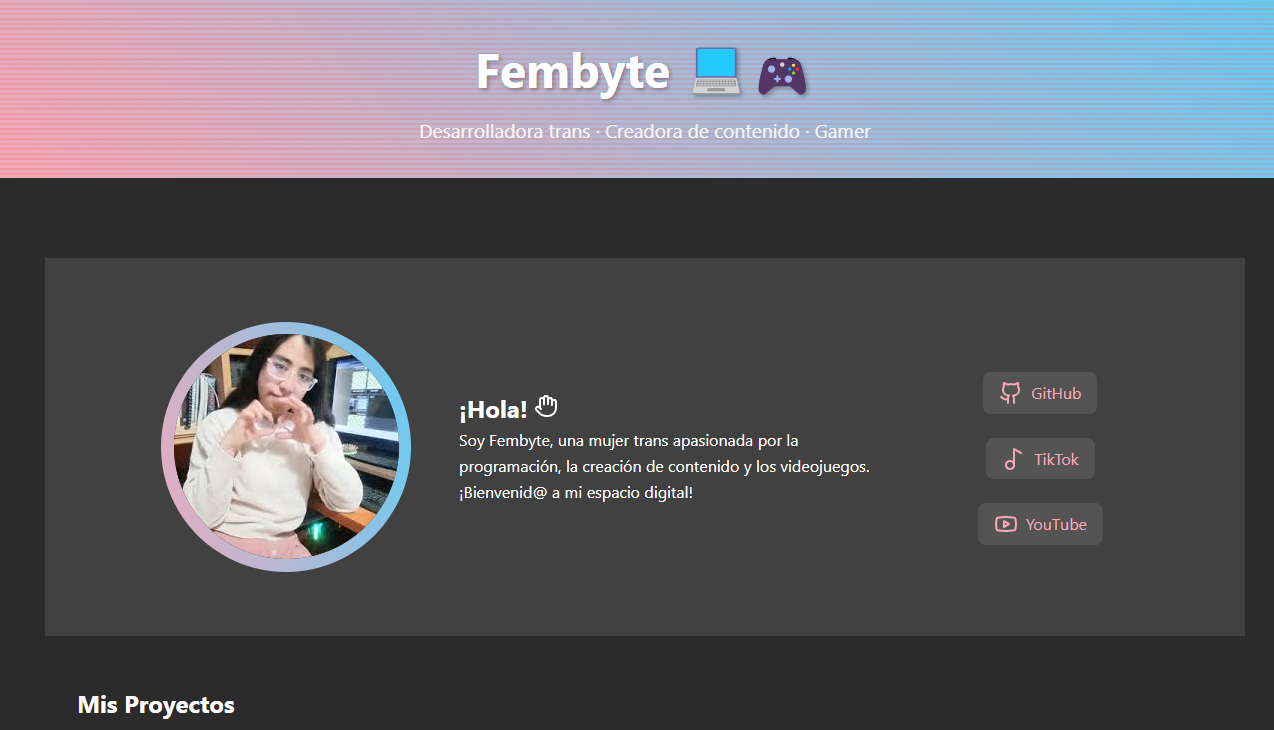 Fembyte 💻 🎮
Desarrolladora trans · Creadora de contenido · Gamer
¡Hola!
Soy Fembyte, una mujer trans apasionada por la
programación, la creación de contenido y los videojuegos.
¡Bienvenid@ a mi espacio digital!
GitHub
TikTok
YouTube
Mis Proyectos